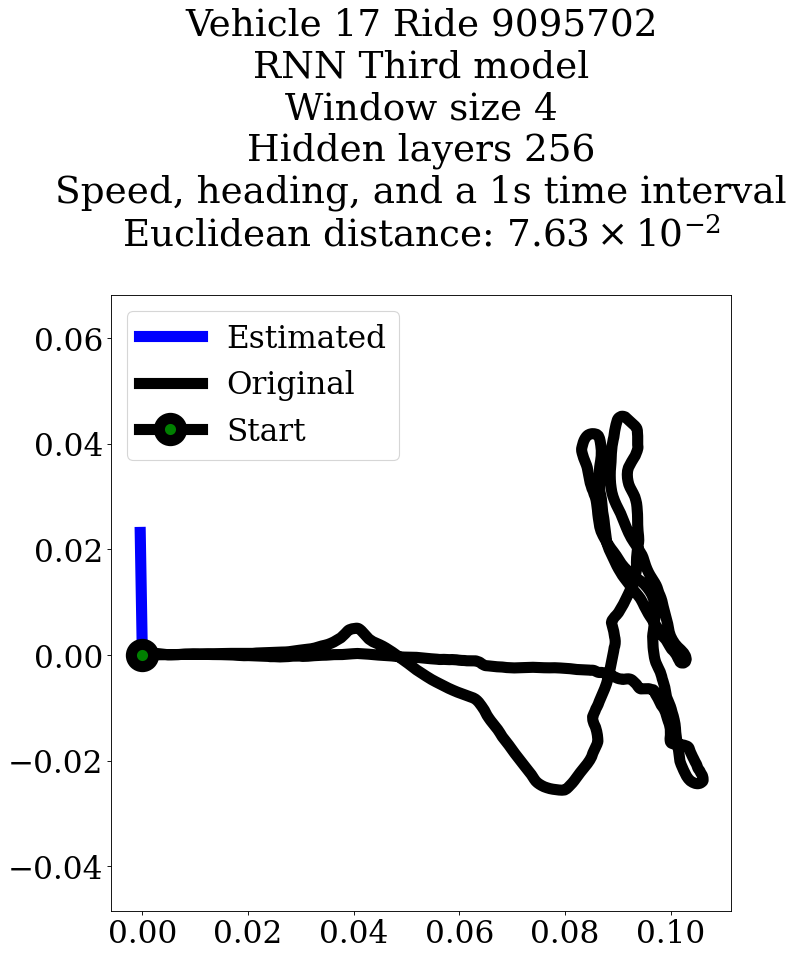 Vehicle 17 Ride 9095702
RNN Third model
Window size 4
Hidden layers 256
Speed, heading, and a 1s time interval
Euclidean distance: 7.63 × 10⁻²
Estimated
Original
Start
0.06
0.04
0.02
0.00
−0.02
−0.04
0.00 0.02 0.04 0.06 0.08 0.10